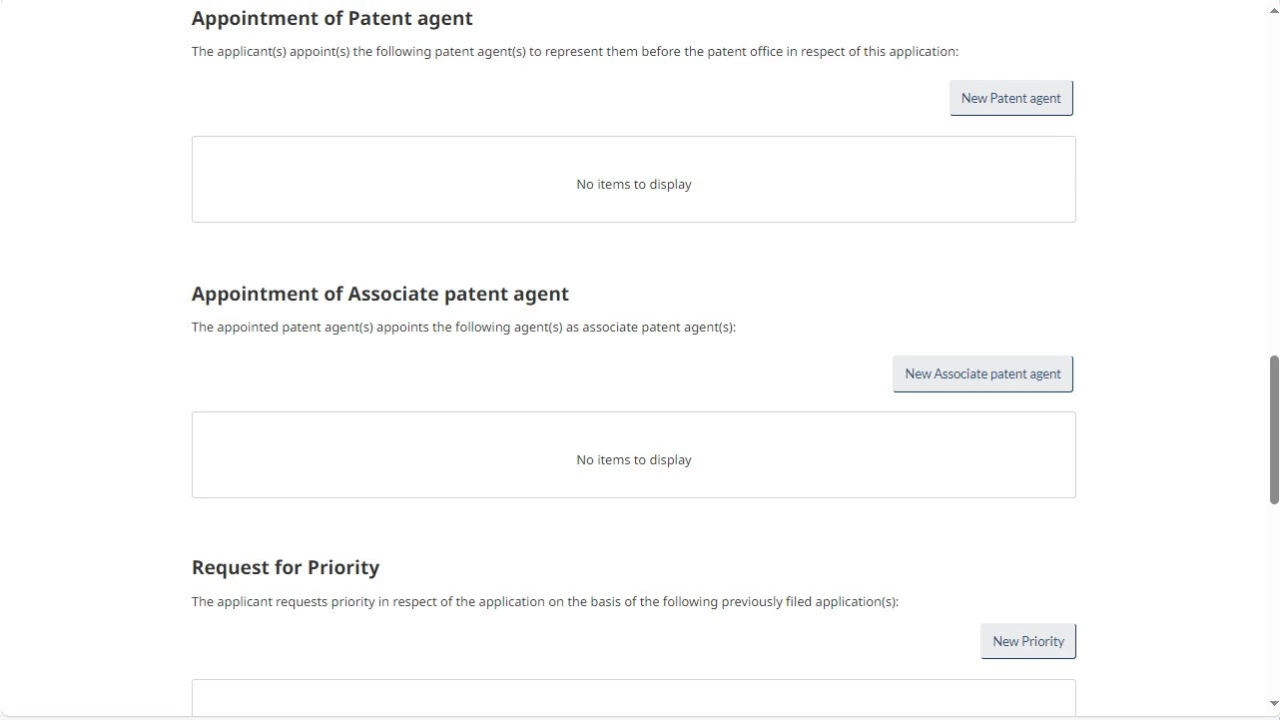 Appointment of Patent agent
The applicant(s) appoint(s) the following patent agent(s) to represent them before the patent office in respect of this application:
New Patent agent
No items to display
Appointment of Associate patent agent
The appointed patent agent(s) appoints the following agent(s) as associate patent agent(s):
New Associate patent agent
No items to display
Request for Priority
The applicant requests priority in respect of the application on the basis of the following previously filed application(s):
New Priority